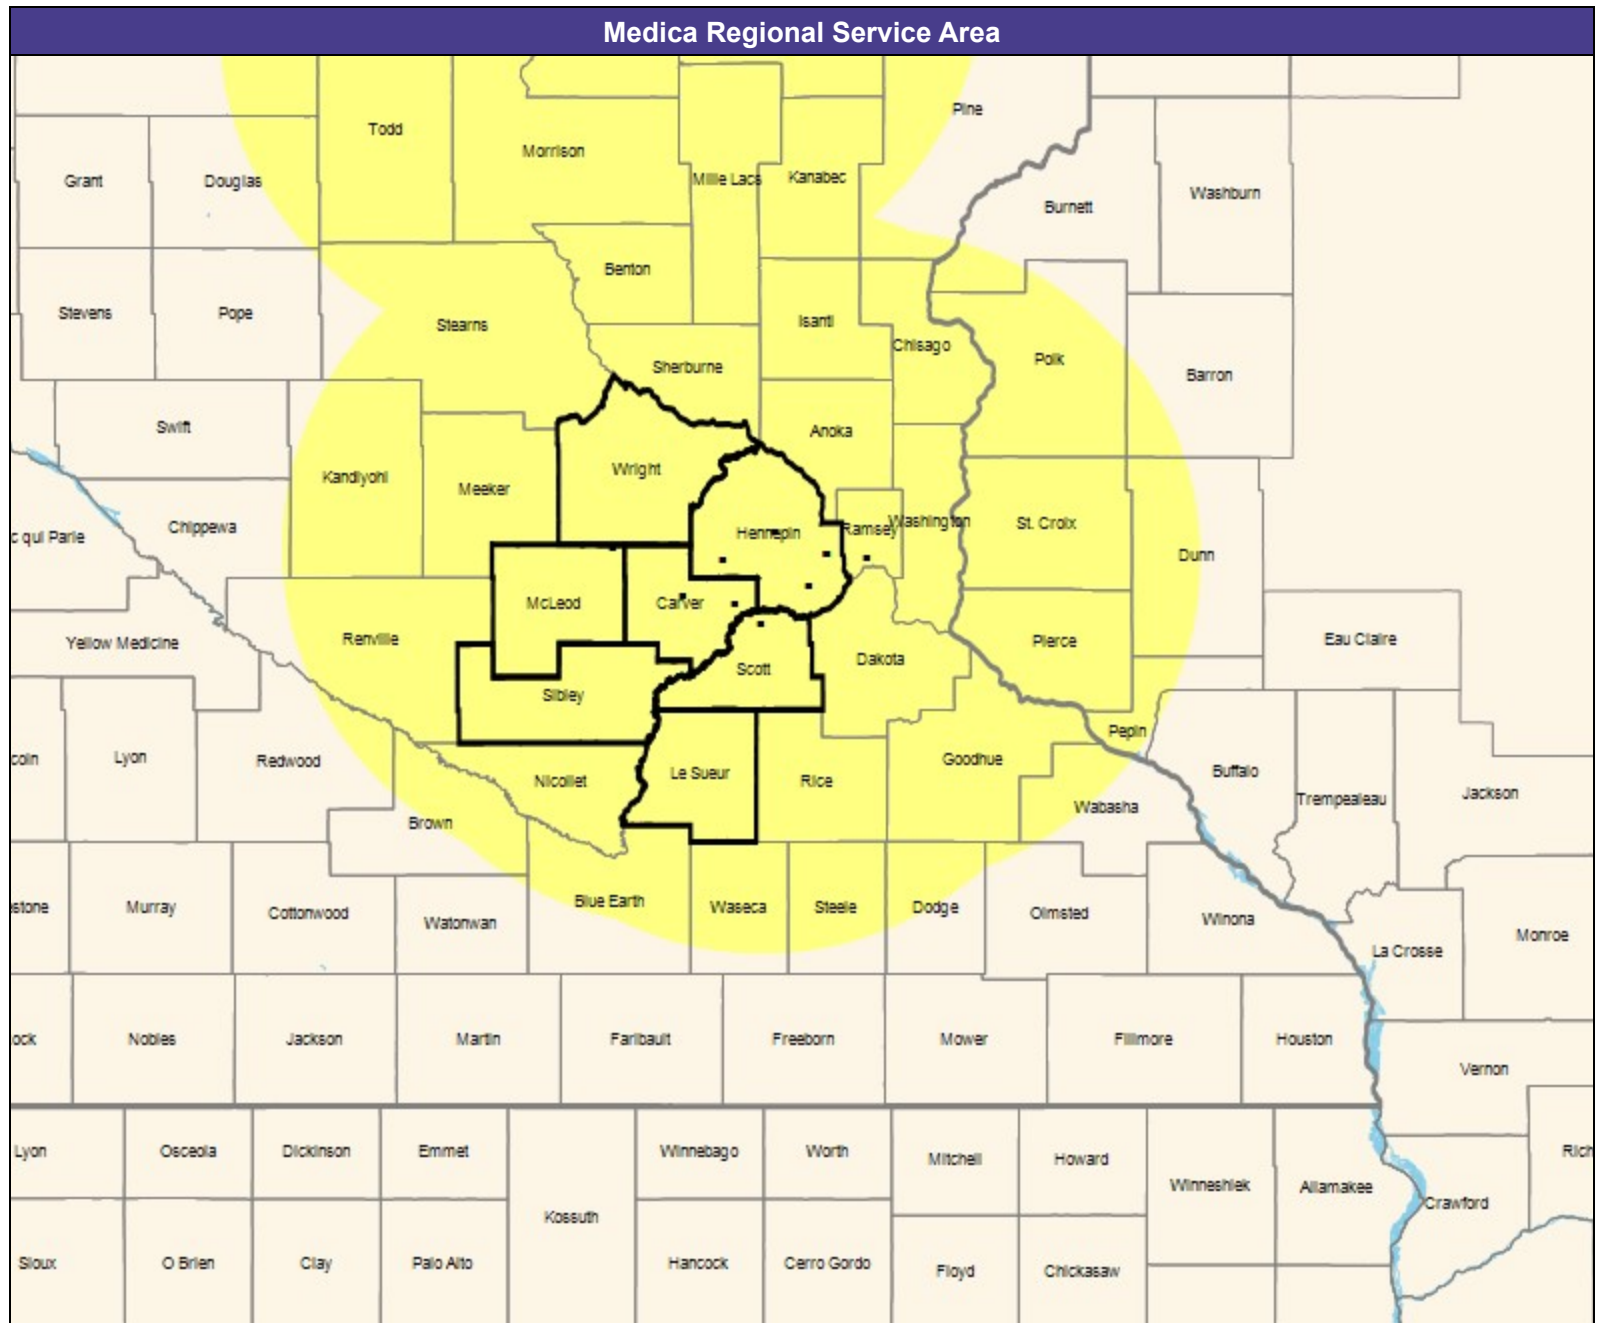 Medica Regional Service Area
Pine
Todd
Morrison
Grant
Douglas
Mille Lacs
Kanabec
Burnett
Washburn
Benton
Stevens
Pope
Stearns
Isanti
Chisago
Polk
Barron
Sherburne
Swift
Anoka
Wright
Kandiyohi
Meeker
Chippewa
Hennepin
Ramsey
Washington
St. Croix
c qui Parle
Dunn
McLeod
Carver
Yellow Medicine
Renville
Pierce
Eau Claire
Scott
Dakota
Sibley
Pepin
coln
Lyon
Redwood
Nicollet
Le Sueur
Rice
Goodhue
Buffalo
Trempealeau
Jackson
Wabasha
Brown
stone
Murray
Cottonwood
Watonwan
Blue Earth
Waseca
Steele
Dodge
Olmsted
Winona
La Crosse
Monroe
ock
Nobles
Jackson
Martin
Faribault
Freeborn
Mower
Fillmore
Houston
Vernon
Lyon
Osceola
Dickinson
Emmet
Winnebago
Worth
Mitchell
Howard
Winneshiek
Allamakee
Crawford
Rich
Kossuth
Sioux
O Brien
Clay
Palo Alto
Hancock
Cerro Gordo
Floyd
Chickasaw